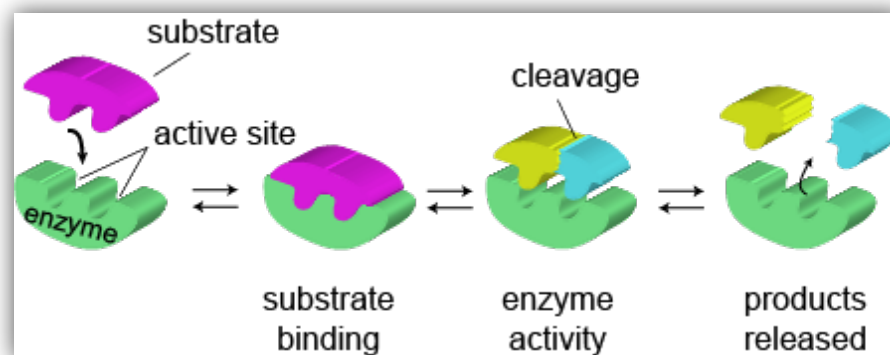 substrate
cleavage
active site
enzyme
substrate
binding
enzyme
activity
products
released